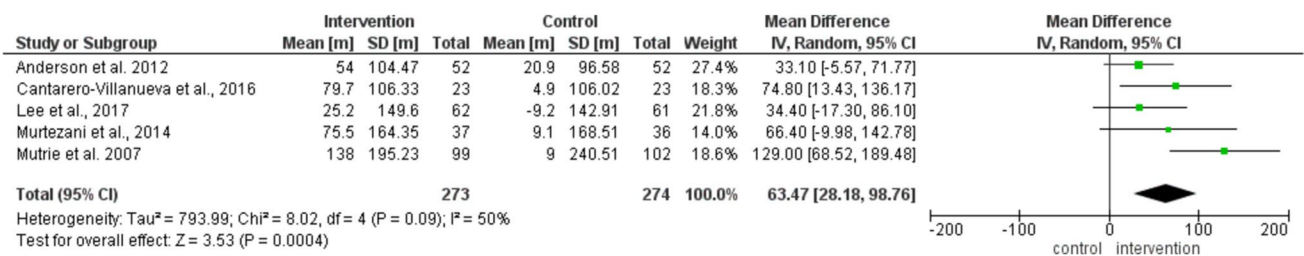 Intervention Control Mean Difference Mean Difference
Study or Subgroup Mean [m] SD [m] Total Mean [m] SD [m] Total Weight IV, Random, 95% CI IV, Random, 95% CI
Anderson et al. 2012 54 104.47 52 20.9 96.58 52 27.4% 33.10 [-5.57, 71.77]
Cantarero-Villanueva et al., 2016 79.7 106.33 23 4.9 106.02 23 18.3% 74.80 [13.43, 136.17]
Lee et al., 2017 25.2 149.6 62 -9.2 142.91 61 21.8% 34.40 [-17.30, 86.10]
Murtezani et al., 2014 75.5 164.35 37 9.1 168.51 36 14.0% 66.40 [-9.98, 142.78]
Mutrie et al. 2007 138 195.23 99 9 240.51 102 18.6% 129.00 [68.52, 189.48]
Total (95% CI) 273 274 100.0% 63.47 [28.18, 98.76]
Heterogeneity: Tau² = 793.99; Chi² = 8.02, df = 4 (P = 0.09); I² = 50%
Test for overall effect: Z = 3.53 (P = 0.0004)
-200 -100 0 100 200
control intervention